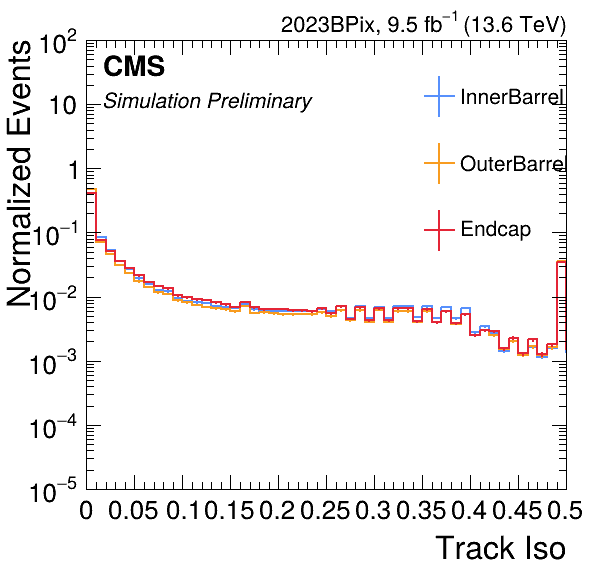 2023BPix, 9.5 fb⁻¹ (13.6 TeV)
CMS
Simulation Preliminary
InnerBarrel
OuterBarrel
Endcap
Normalized Events
10²
10
1
10⁻¹
10⁻²
10⁻³
10⁻⁴
10⁻⁵
0 0.05 0.1 0.15 0.2 0.25 0.3 0.35 0.4 0.45 0.5
Track Iso